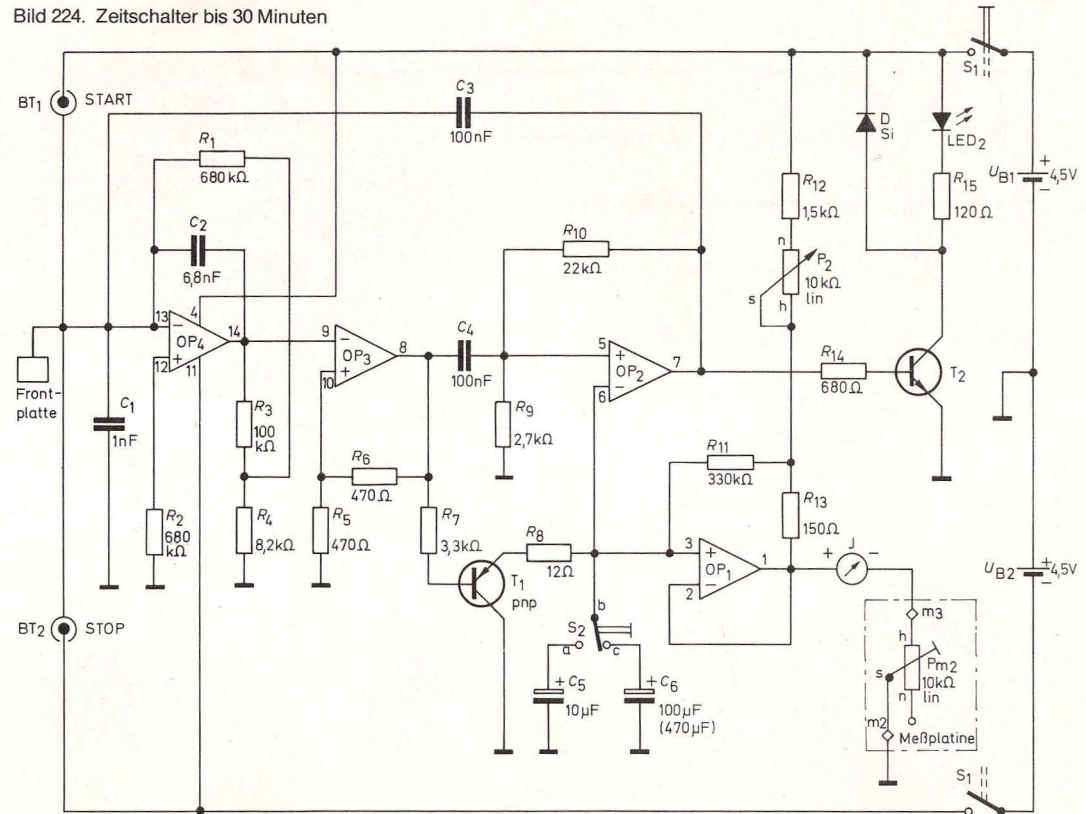 Bild 224. Zeitschalter bis 30 Minuten
BT1 START
C3
100nF
S1
D
Si
LED2
R1
680kΩ
R12
1,5kΩ
R15
120Ω
UB1
+
4,5V
−
C2
6,8nF
R10
22kΩ
n
P2
10kΩ
lin
s
h
13
−
4
14
OP4
12
+
11
9
−
8
OP3
10
+
C4
100nF
5
+
7
OP2
6
−
R14
680Ω
T2
Front-
platte
C1
1nF
R3
100
kΩ
R9
2,7kΩ
R6
470Ω
R11
330kΩ
R2
680
kΩ
R4
8,2kΩ
R5
470Ω
R7
3,3kΩ
R8
12Ω
R13
150Ω
3
+
1
OP1
2
−
+
J
−
UB2
+
4,5V
−
T1
pnp
BT2 STOP
S2
b
a
c
m3
h
s
Pm2
10kΩ
lin
n
+
C5
10µF
+
C6
100µF
(470µF)
m2
Meßplatine
S1